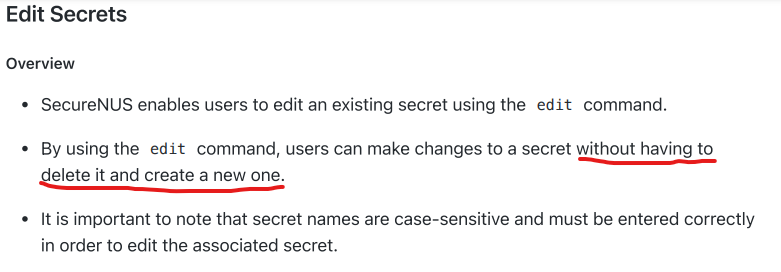 Edit Secrets
Overview
• SecureNUS enables users to edit an existing secret using the edit command.
• By using the edit command, users can make changes to a secret without having to
delete it and create a new one.
• It is important to note that secret names are case-sensitive and must be entered correctly
in order to edit the associated secret.